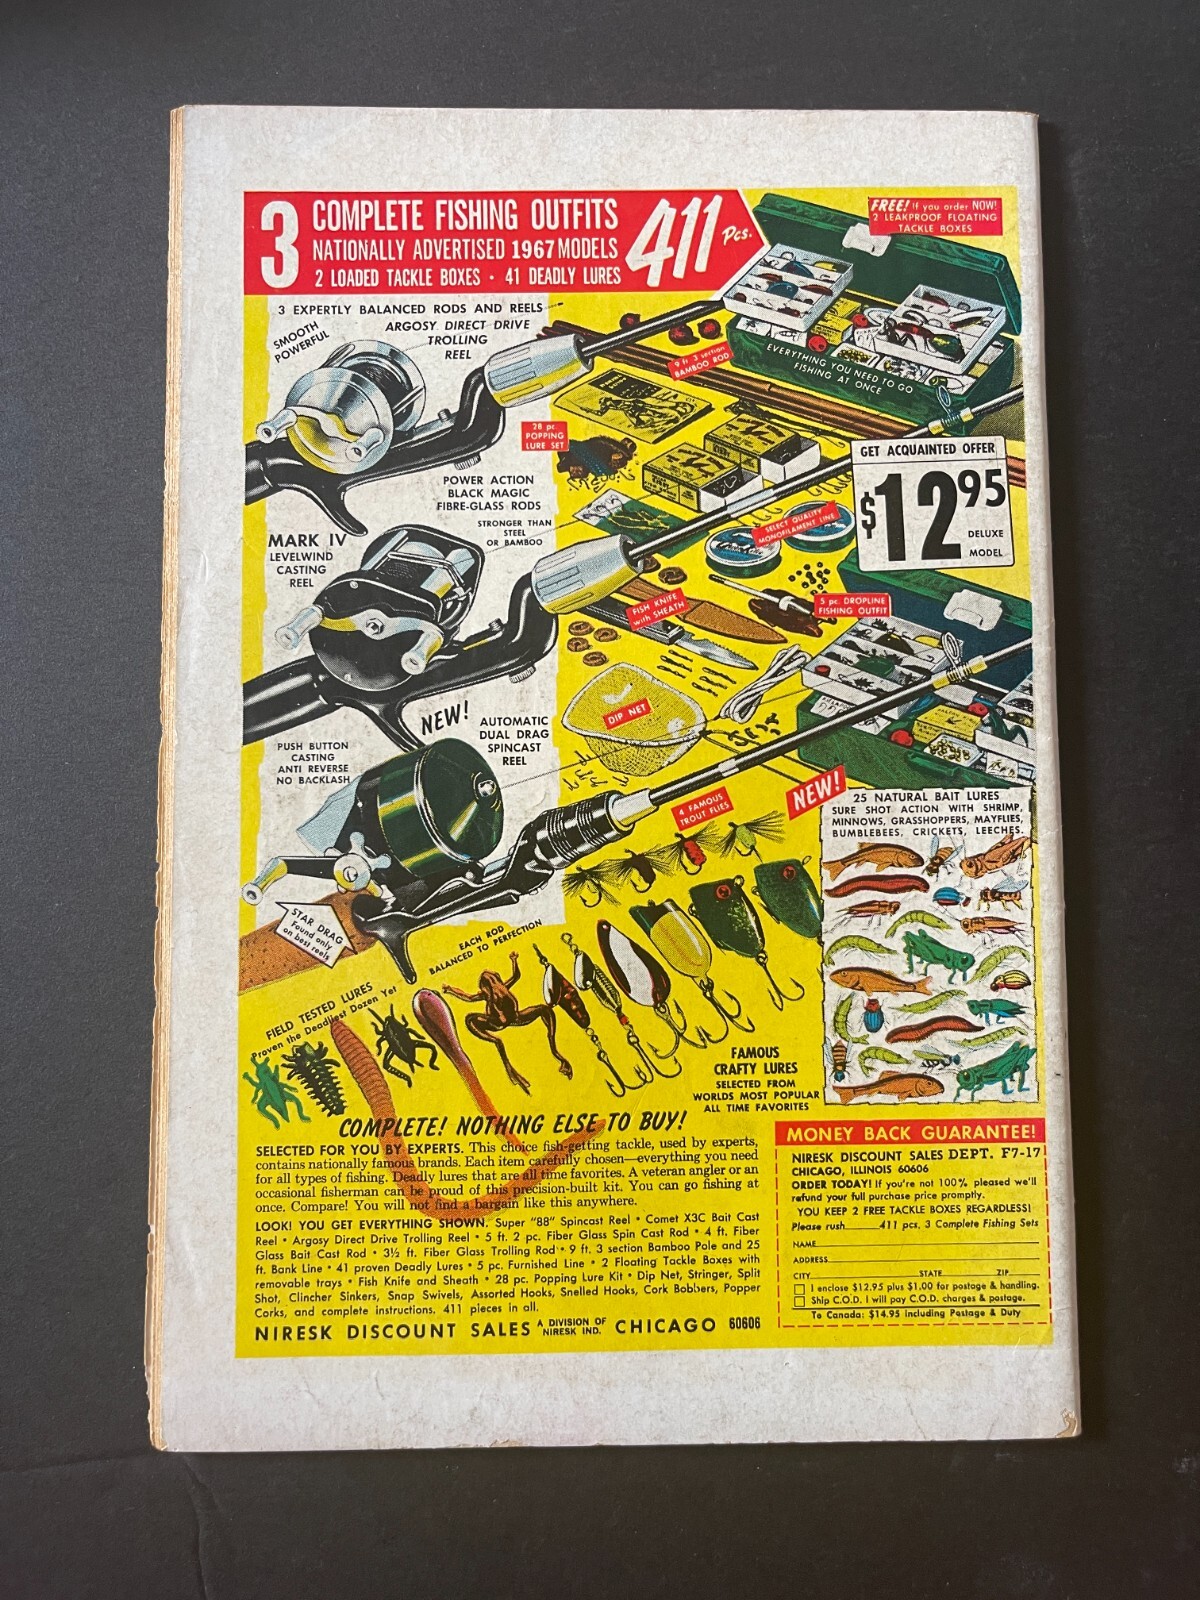 3 COMPLETE FISHING OUTFITS
NATIONALLY ADVERTISED 1967 MODELS
2 LOADED TACKLE BOXES · 41 DEADLY LURES
411 Pcs.
FREE! If you order NOW!
2 LEAKPROOF FLOATING
TACKLE BOXES
3 EXPERTLY BALANCED RODS AND REELS
SMOOTH
POWERFUL
ARGOSY DIRECT DRIVE
TROLLING
REEL
9 ft. 3 section
BAMBOO ROD
EVERYTHING YOU NEED TO GO
FISHING AT ONCE
28 pc.
POPPING
LURE SET
GET ACQUAINTED OFFER
$12.95
DELUXE
MODEL
POWER ACTION
BLACK MAGIC
FIBRE-GLASS RODS
STRONGER THAN
STEEL
OR BAMBOO
SELECT QUALITY
MONOFILAMENT LINE
MARK IV
LEVELWIND
CASTING
REEL
FISH KNIFE
with SHEATH
5 pc. DROPLINE
FISHING OUTFIT
DIP NET
NEW!
AUTOMATIC
DUAL DRAG
SPINCAST
REEL
PUSH BUTTON
CASTING
ANTI REVERSE
NO BACKLASH
4 FAMOUS
TROUT FLIES
NEW!
25 NATURAL BAIT LURES
SURE SHOT ACTION WITH SHRIMP,
MINNOWS, GRASSHOPPERS, MAYFLIES,
BUMBLEBEES, CRICKETS, LEECHES.
STAR DRAG
Found only
on best reels
EACH ROD
BALANCED TO PERFECTION
FIELD TESTED LURES
Proven the Deadliest Dozen Yet
FAMOUS
CRAFTY LURES
SELECTED FROM
WORLDS MOST POPULAR
ALL TIME FAVORITES
COMPLETE! NOTHING ELSE TO BUY!
SELECTED FOR YOU BY EXPERTS. This choice fish-getting tackle, used by experts,
contains nationally famous brands. Each item carefully chosen—everything you need
for all types of fishing. Deadly lures that are all time favorites. A veteran angler or an
occasional fisherman can be proud of this precision-built kit. You can go fishing at
once. Compare! You will not find a bargain like this anywhere.
LOOK! YOU GET EVERYTHING SHOWN. Super "88" Spincast Reel • Comet X3C Bait Cast
Reel • Argosy Direct Drive Trolling Reel • 5 ft. 2 pc. Fiber Glass Spin Cast Rod • 4 ft. Fiber
Glass Bait Cast Rod • 3½ ft. Fiber Glass Trolling Rod • 9 ft. 3 section Bamboo Pole and 25
ft. Bank Line • 41 proven Deadly Lures • 5 pc. Furnished Line • 2 Floating Tackle Boxes with
removable trays • Fish Knife and Sheath • 28 pc. Popping Lure Kit • Dip Net, Stringer, Split
Shot, Clincher Sinkers, Snap Swivels, Assorted Hooks, Snelled Hooks, Cork Bobbers, Popper
Corks, and complete instructions. 411 pieces in all.
NIRESK DISCOUNT SALES A DIVISION OF NIRESK IND. CHICAGO 60606
MONEY BACK GUARANTEE!
NIRESK DISCOUNT SALES DEPT. F7-17
CHICAGO, ILLINOIS 60606
ORDER TODAY! If you're not 100% pleased we'll
refund your full purchase price promptly.
YOU KEEP 2 FREE TACKLE BOXES REGARDLESS!
Please rush 411 pcs, 3 Complete Fishing Sets
NAME
ADDRESS
CITY STATE ZIP
I enclose $12.95 plus $1.00 for postage & handling.
Ship C.O.D. I will pay C.O.D. charges & postage.
To Canada: $14.95 including Postage & Duty